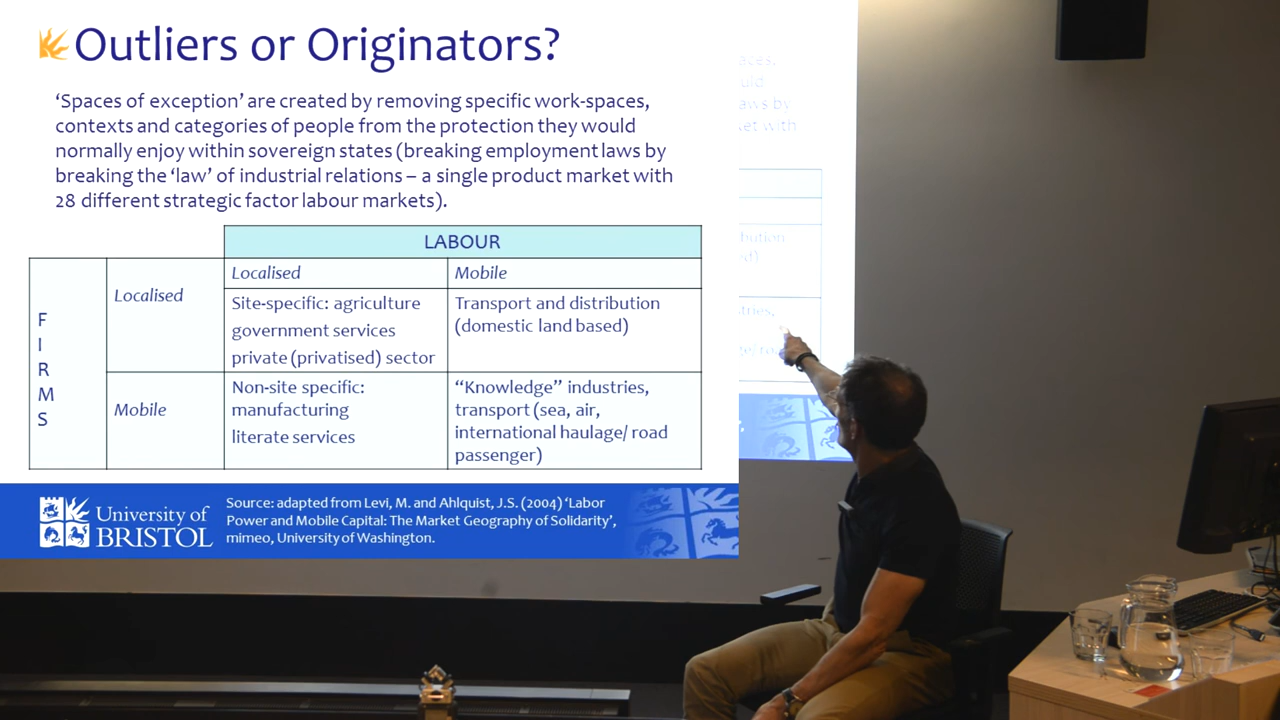 Outliers or Originators?
‘Spaces of exception’ are created by removing specific work-spaces,
contexts and categories of people from the protection they would
normally enjoy within sovereign states (breaking employment laws by
breaking the ‘law’ of industrial relations – a single product market with
28 different strategic factor labour markets).
LABOUR
Localised
Mobile
FIRMS
Localised
Site-specific: agriculture
government services
private (privatised) sector
Transport and distribution
(domestic land based)
Mobile
Non-site specific:
manufacturing
literate services
“Knowledge” industries,
transport (sea, air,
international haulage/ road
passenger)
University of
BRISTOL
Source: adapted from Levi, M. and Ahlquist, J.S. (2004) ‘Labor
Power and Mobile Capital: The Market Geography of Solidarity’,
mimeo, University of Washington.